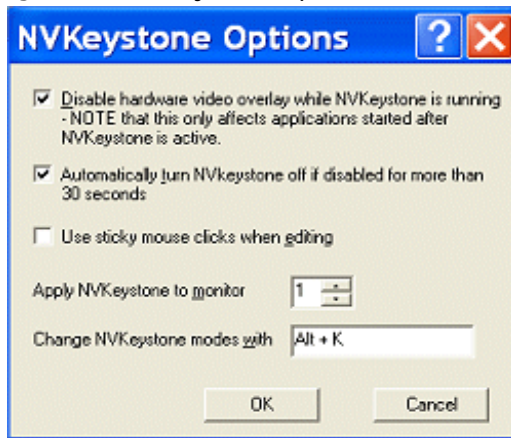 NVKeystone Options
Disable hardware video overlay while NVKeystone is running
- NOTE that this only affects applications started after
NVKeystone is active.
Automatically turn NVkeystone off if disabled for more than
30 seconds
Use sticky mouse clicks when editing
Apply NVKeystone to monitor 1
Change NVKeystone modes with Alt + K
OK Cancel